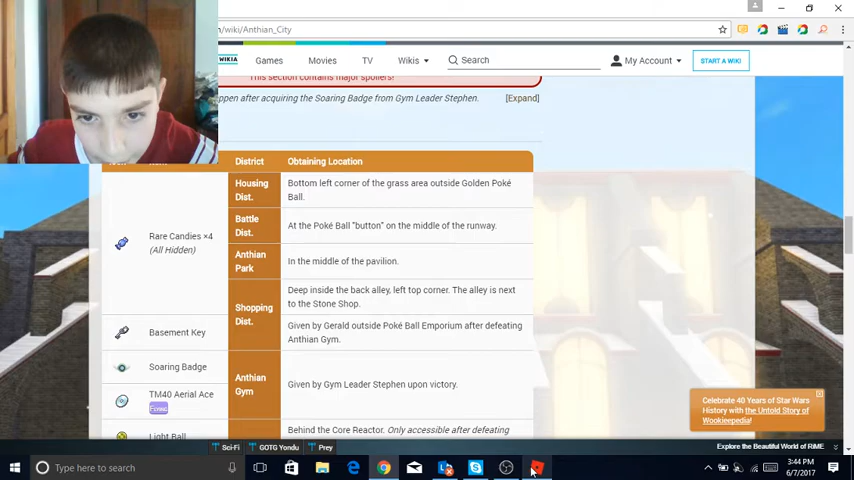 n/wiki/Anthian_City
WIKIA
Games
Movies
TV
Wikis
Search
My Account
START A WIKI
This section contains major spoilers!
ppen after acquiring the Soaring Badge from Gym Leader Stephen.
[Expand]
District
Obtaining Location
Rare Candies ×4
(All Hidden)
Housing
Dist.
Bottom left corner of the grass area outside Golden Poké
Ball.
Battle
Dist.
At the Poké Ball "button" on the middle of the runway.
Anthian
Park
In the middle of the pavilion.
Shopping
Dist.
Deep inside the back alley, left top corner. The alley is next
to the Stone Shop.
Basement Key
Given by Gerald outside Poké Ball Emporium after defeating
Anthian Gym.
Soaring Badge
Anthian
Gym
Given by Gym Leader Stephen upon victory.
TM40 Aerial Ace
FLYING
Light Ball
Behind the Core Reactor. Only accessible after defeating
Celebrate 40 Years of Star Wars
History with the Untold Story of
Wookieepedia!
Sci-Fi
GOTG Yondu
Prey
Explore the Beautiful World of RiME
Type here to search
3:44 PM
6/7/2017